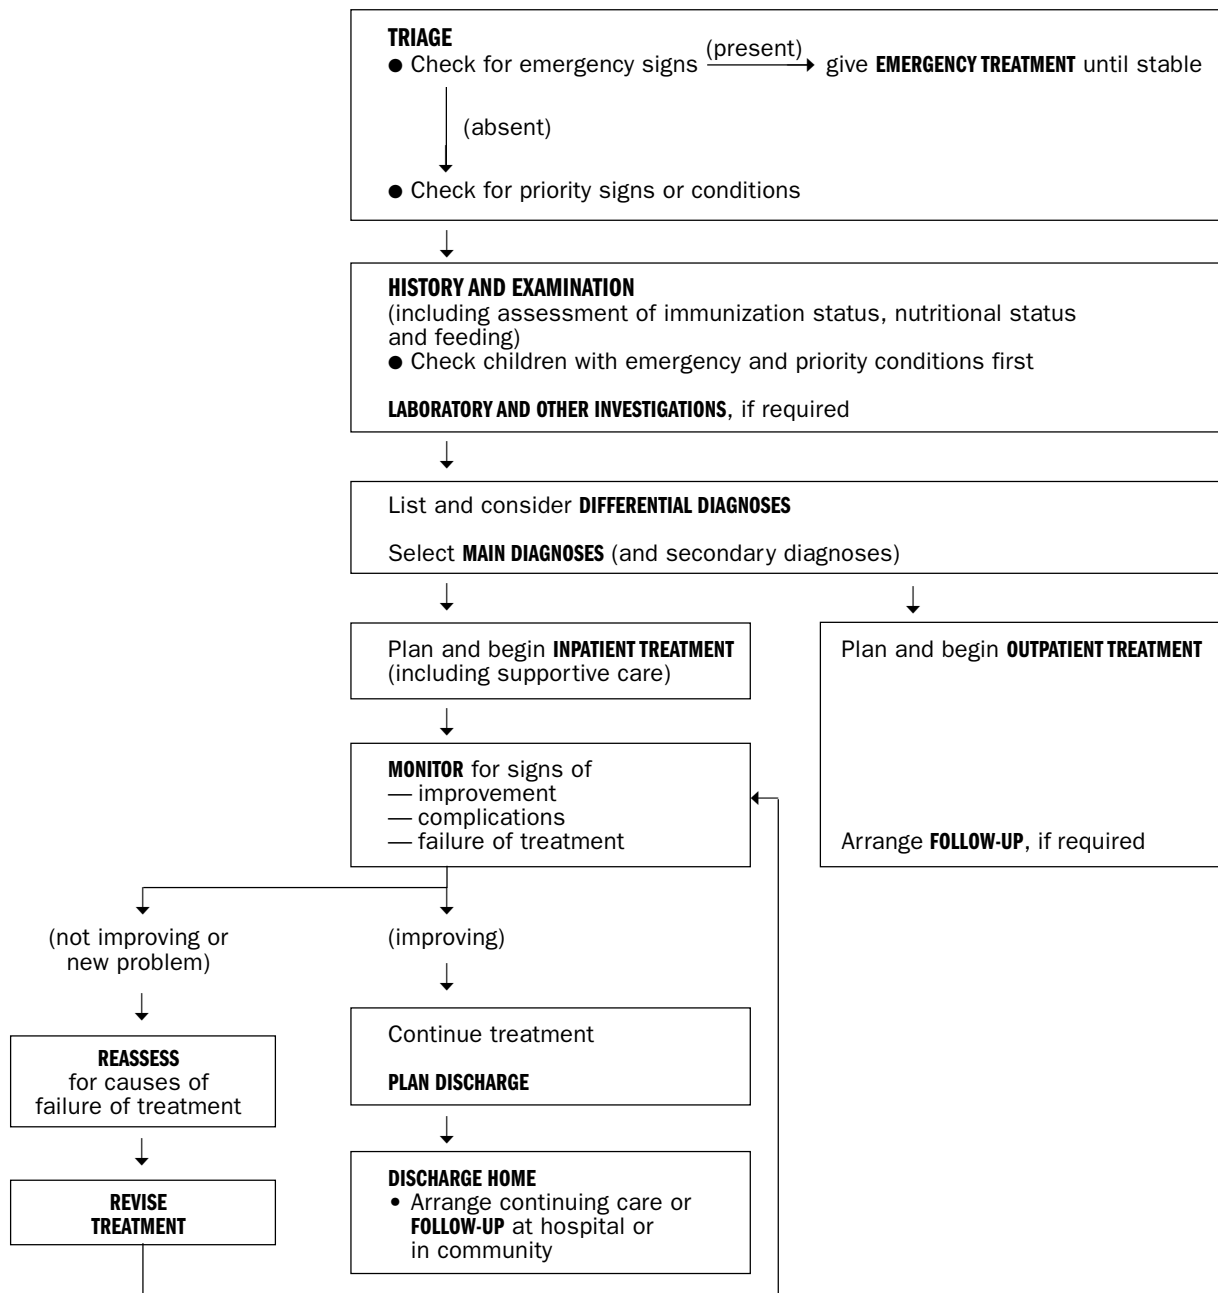 TRIAGE
● Check for emergency signs (present) give EMERGENCY TREATMENT until stable
(absent)
● Check for priority signs or conditions
HISTORY AND EXAMINATION
(including assessment of immunization status, nutritional status
and feeding)
● Check children with emergency and priority conditions first
LABORATORY AND OTHER INVESTIGATIONS, if required
List and consider DIFFERENTIAL DIAGNOSES
Select MAIN DIAGNOSES (and secondary diagnoses)
Plan and begin INPATIENT TREATMENT
(including supportive care)
Plan and begin OUTPATIENT TREATMENT
Arrange FOLLOW-UP, if required
MONITOR for signs of
— improvement
— complications
— failure of treatment
(not improving or
new problem)
(improving)
REASSESS
for causes of
failure of treatment
REVISE
TREATMENT
Continue treatment
PLAN DISCHARGE
DISCHARGE HOME
• Arrange continuing care or
FOLLOW-UP at hospital or
in community